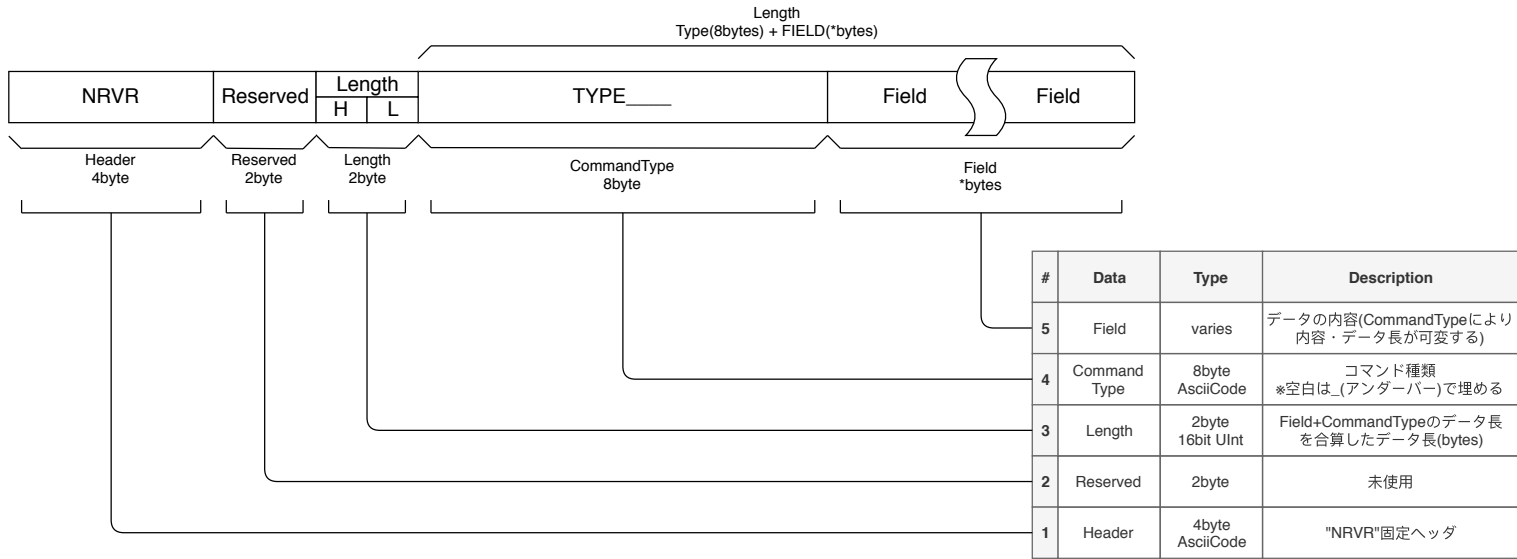 Length
Type(8bytes) + FIELD(*bytes)
NRVR
Reserved
Length
H L
TYPE____
Field
Field
Header
4byte
Reserved
2byte
Length
2byte
CommandType
8byte
Field
*bytes
# Data Type Description
5 Field varies データの内容(CommandTypeにより
内容・データ長が可変する)
4 Command
Type
8byte
AsciiCode
コマンド種類
※空白は_(アンダーバー)で埋める
3 Length 2byte
16bit UInt
Field+CommandTypeのデータ長
を合算したデータ長(bytes)
2 Reserved 2byte 未使用
1 Header 4byte
AsciiCode
"NRVR"固定ヘッダ